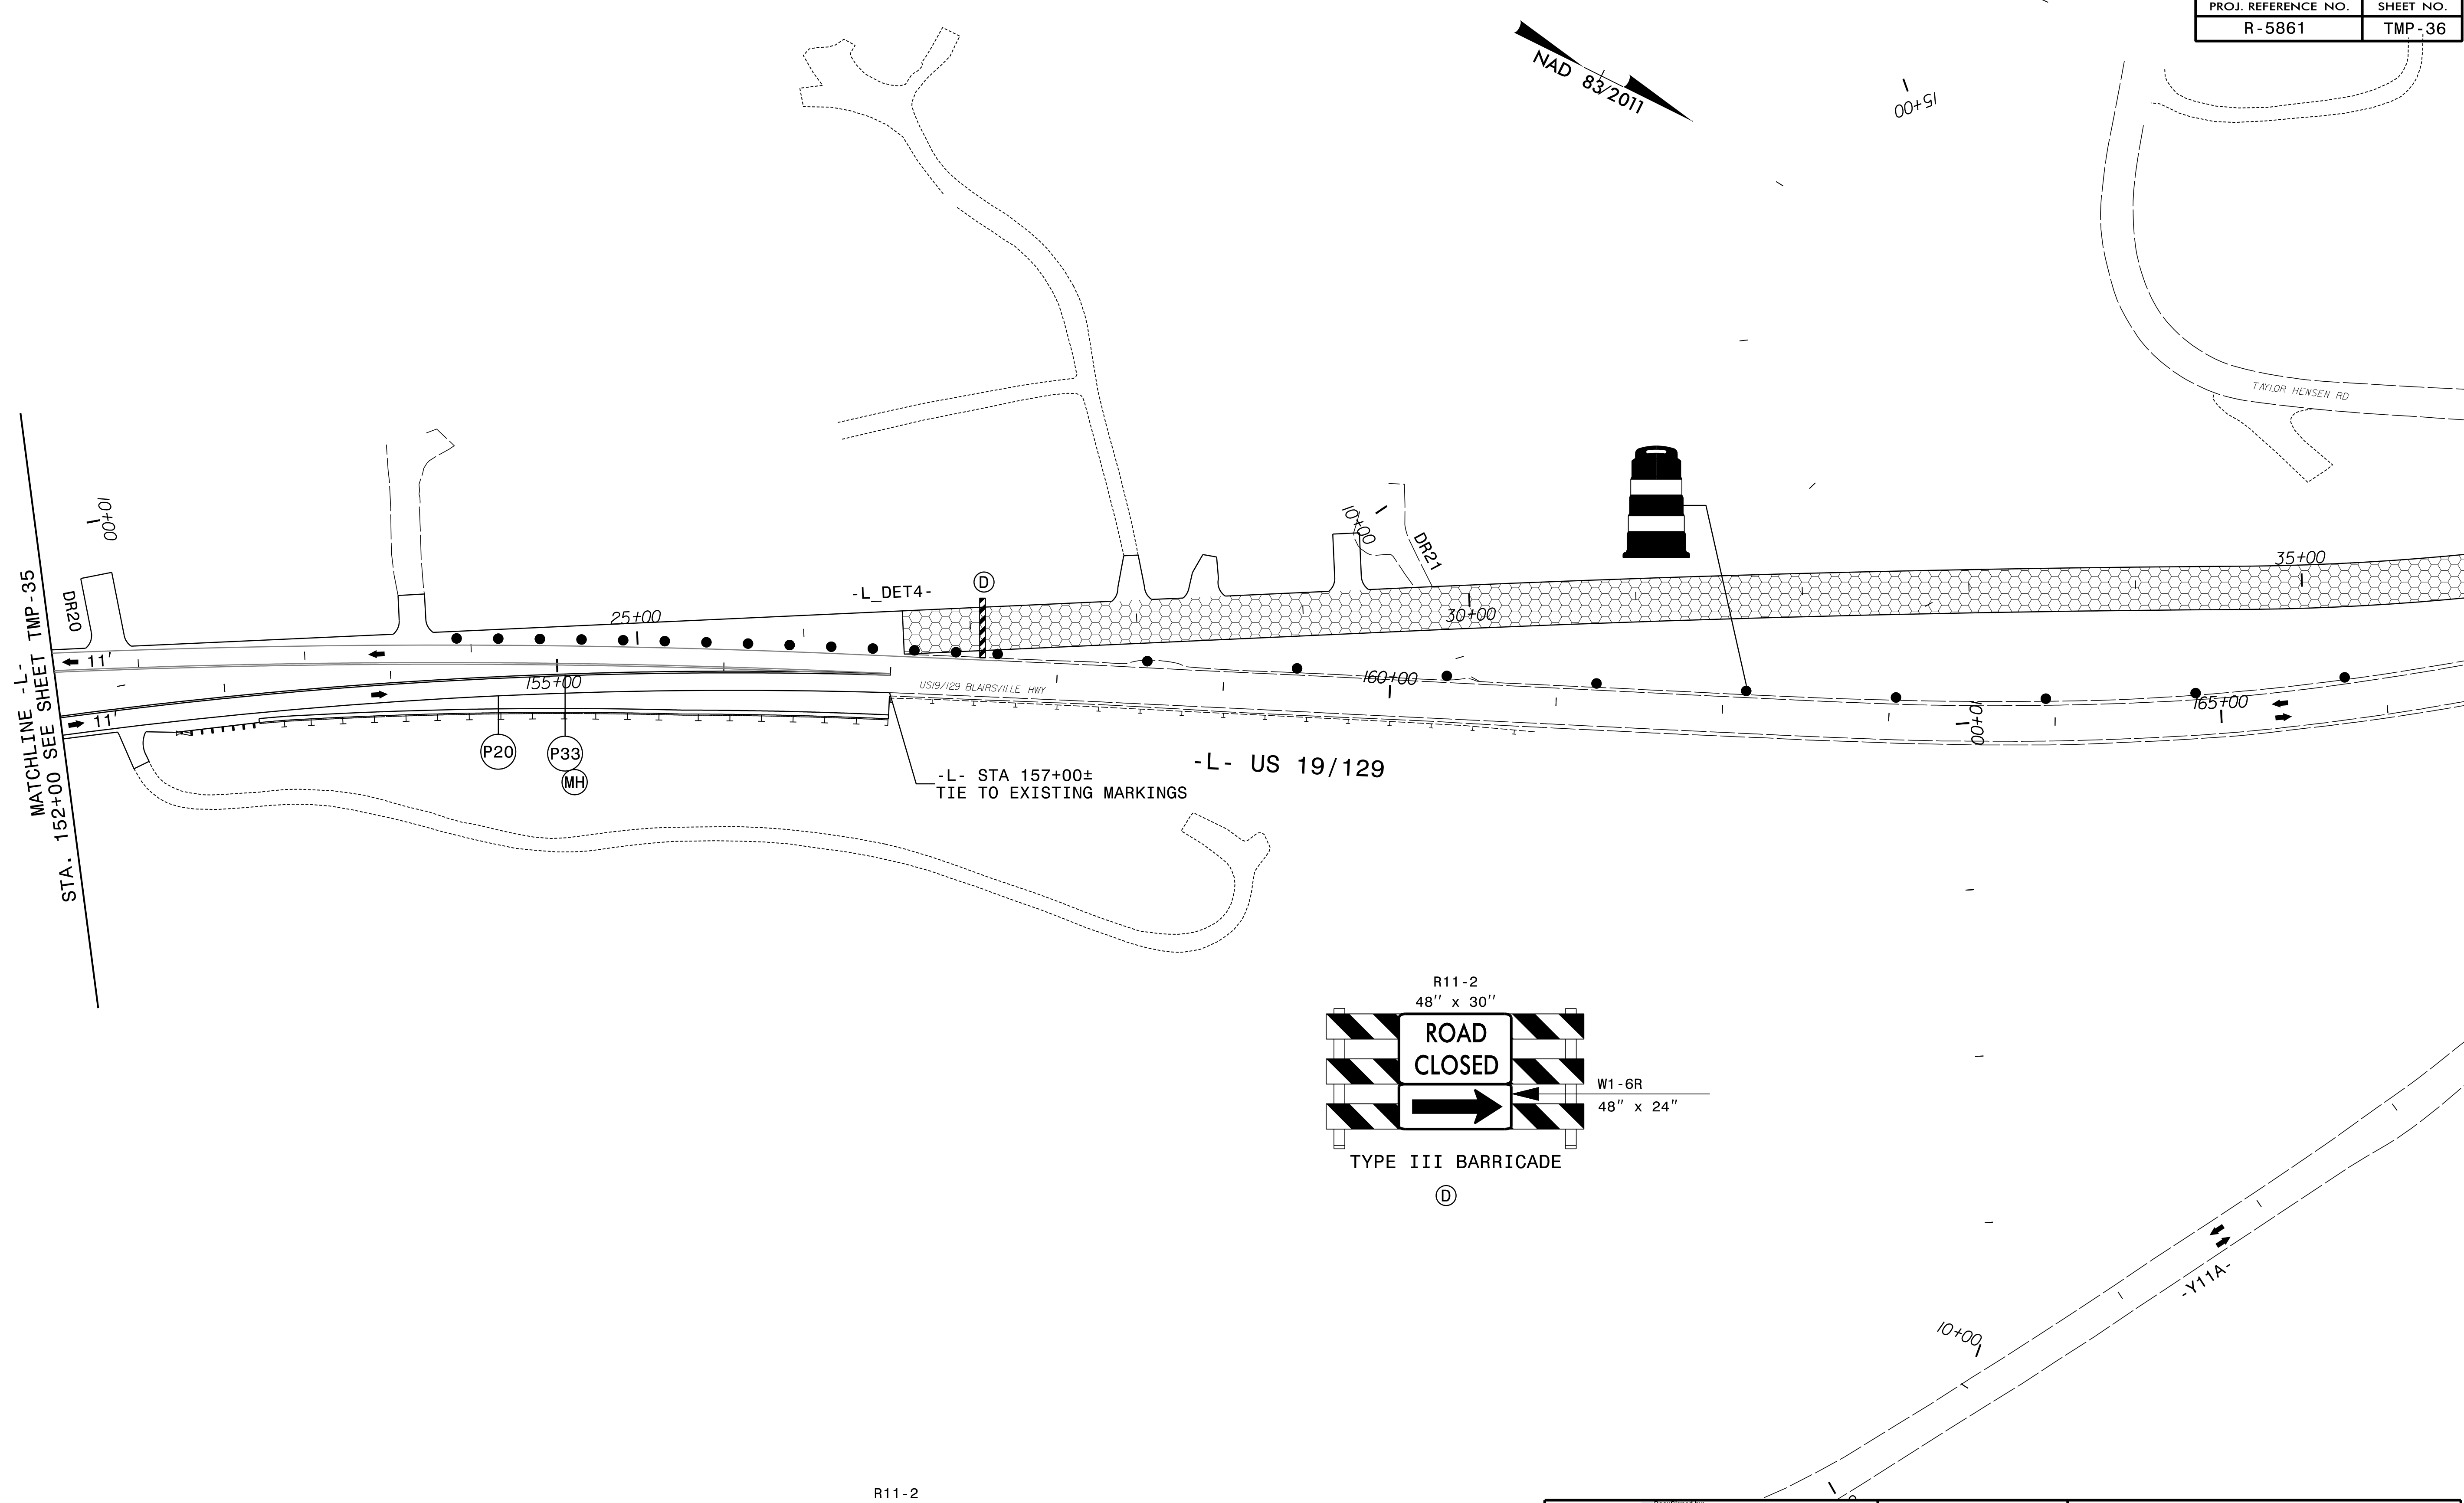 PROJ. REFERENCE NO. SHEET NO.
R-5861 TMP-36
NAD 83/2011
15+00
TAYLOR HENSEN RD
MATCHLINE -L-
STA. 152+00 SEE SHEET TMP-35
10+00
DR20
11'
11'
25+00
155+00
-L_DET4-
D
10+00
DR21
30+00
35+00
160+00
165+00
10+00
US19/129 BLAIRSVILLE HWY
P20
P33
MH
-L- STA 157+00±
TIE TO EXISTING MARKINGS
-L- US 19/129
R11-2
48" x 30"
ROAD
CLOSED
W1-6R
48" x 24"
TYPE III BARRICADE
D
-Y11A-
10+00
R11-2